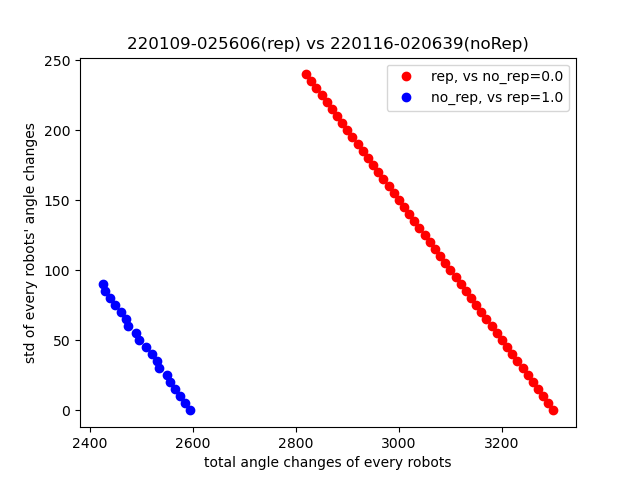 220109-025606(rep) vs 220116-020639(noRep)
rep, vs no_rep=0.0
no_rep, vs rep=1.0
std of every robots' angle changes
250
200
150
100
50
0
2400 2600 2800 3000 3200
total angle changes of every robots